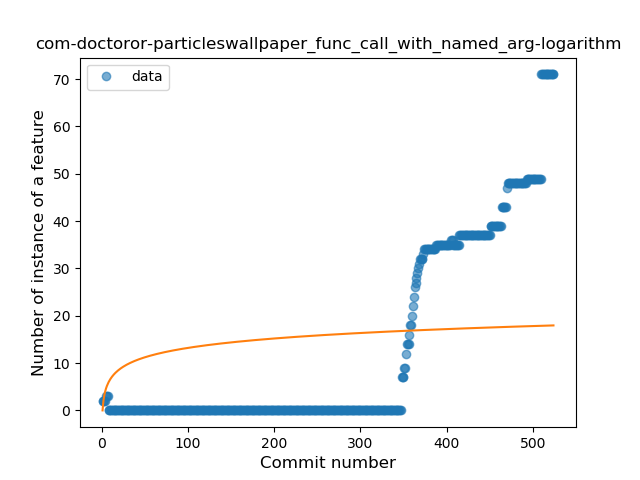 com-doctoror-particleswallpaper_func_call_with_named_arg-logarithm
data
Number of instance of a feature
70
60
50
40
30
20
10
0
0 100 200 300 400 500
Commit number